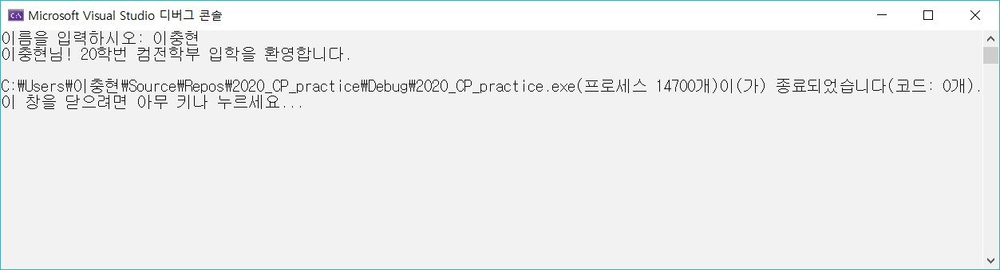 Microsoft Visual Studio 디버그 콘솔
이름을 입력하시오: 이충현
이충현님! 20학번 컴전학부 입학을 환영합니다.
C:₩Users₩이충현₩Source₩Repos₩2020_CP_practice₩Debug₩2020_CP_practice.exe(프로세스 14700개)이(가) 종료되었습니다(코드: 0개).
이 창을 닫으려면 아무 키나 누르세요...